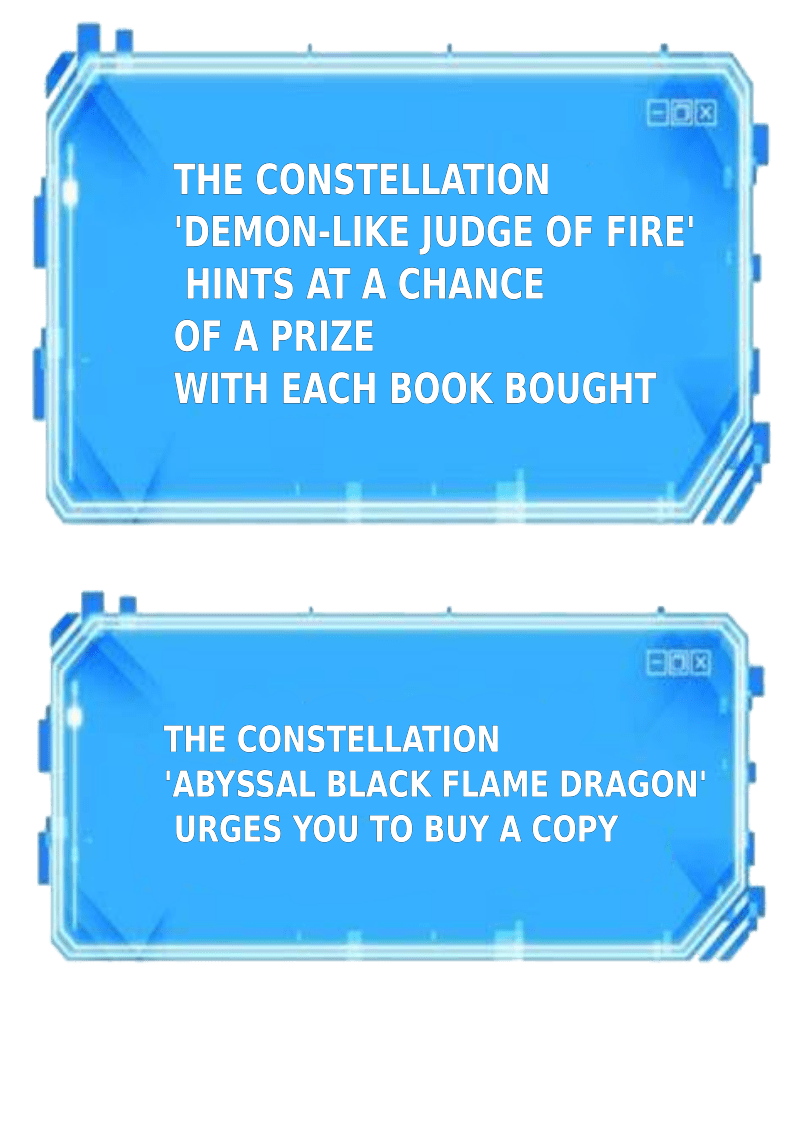 THE CONSTELLATION
'DEMON-LIKE JUDGE OF FIRE'
HINTS AT A CHANCE
OF A PRIZE
WITH EACH BOOK BOUGHT
THE CONSTELLATION
'ABYSSAL BLACK FLAME DRAGON'
URGES YOU TO BUY A COPY